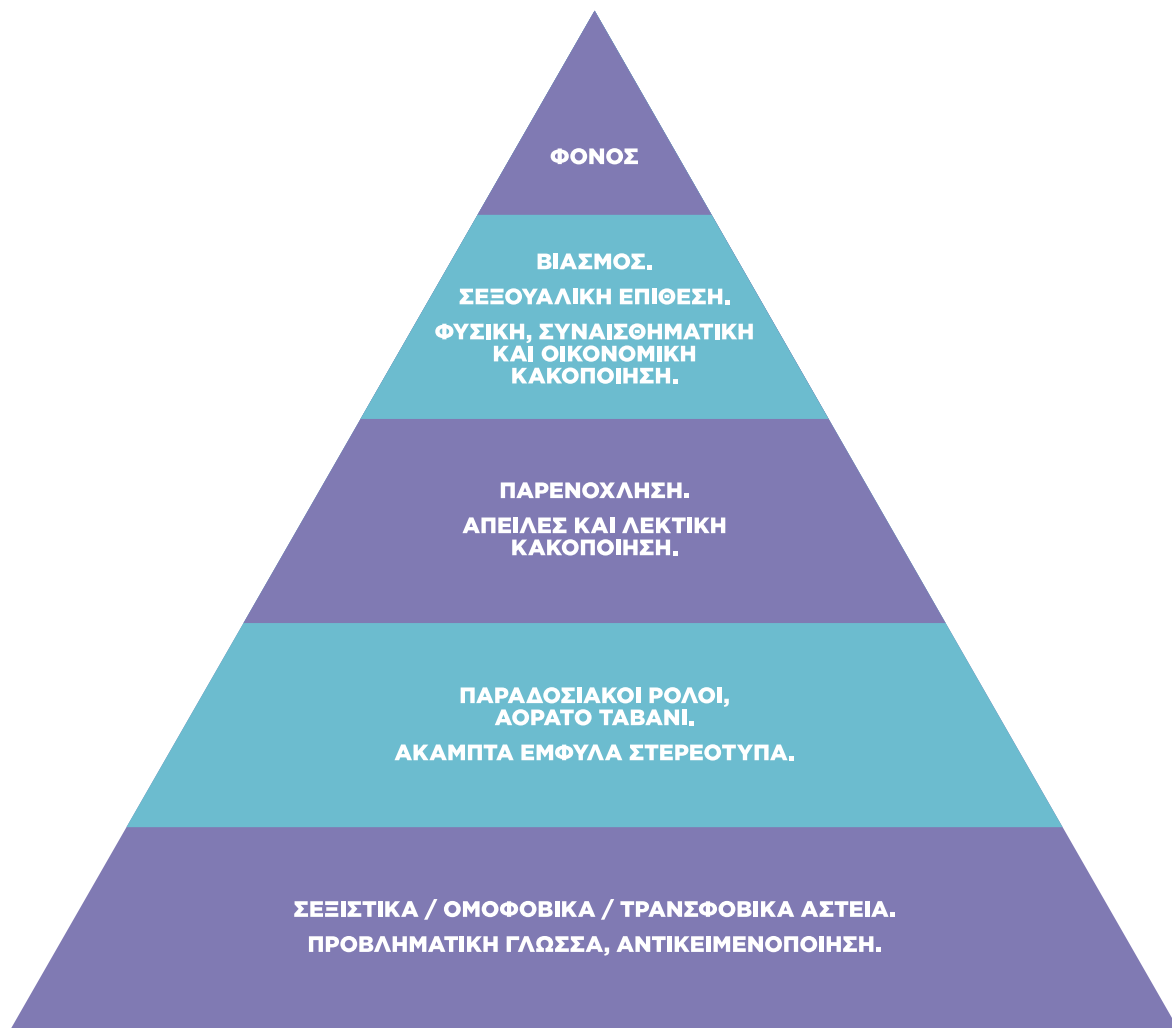 ΦΟΝΟΣ
ΒΙΑΣΜΟΣ.
ΣΕΞΟΥΑΛΙΚΗ ΕΠΙΘΕΣΗ.
ΦΥΣΙΚΗ, ΣΥΝΑΙΣΘΗΜΑΤΙΚΗ
ΚΑΙ ΟΙΚΟΝΟΜΙΚΗ
ΚΑΚΟΠΟΙΗΣΗ.
ΠΑΡΕΝΟΧΛΗΣΗ.
ΑΠΕΙΛΕΣ ΚΑΙ ΛΕΚΤΙΚΗ
ΚΑΚΟΠΟΙΗΣΗ.
ΠΑΡΑΔΟΣΙΑΚΟΙ ΡΟΛΟΙ,
ΑΟΡΑΤΟ ΤΑΒΑΝΙ.
ΑΚΑΜΠΤΑ ΕΜΦΥΛΑ ΣΤΕΡΕΟΤΥΠΑ.
ΣΕΞΙΣΤΙΚΑ / ΟΜΟΦΟΒΙΚΑ / ΤΡΑΝΣΦΟΒΙΚΑ ΑΣΤΕΙΑ.
ΠΡΟΒΛΗΜΑΤΙΚΗ ΓΛΩΣΣΑ, ΑΝΤΙΚΕΙΜΕΝΟΠΟΙΗΣΗ.